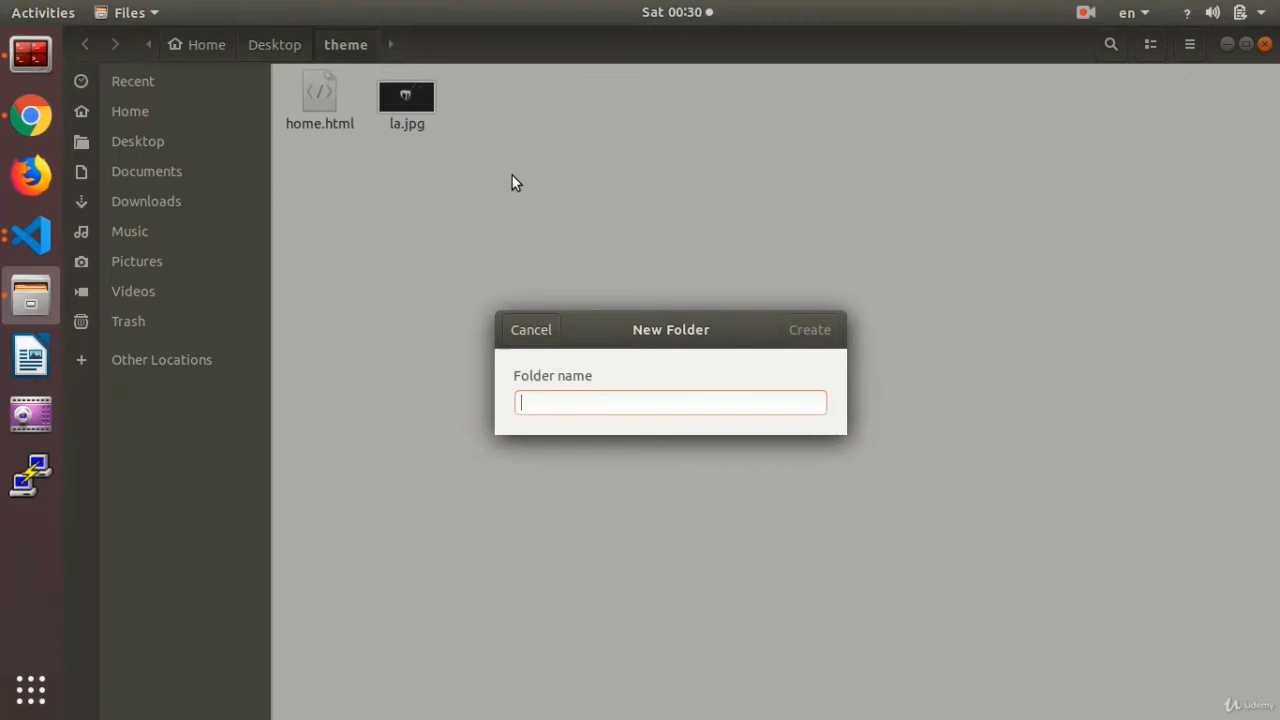 Activities Files Sat 00:30 en ?
Home Desktop theme
Recent
Home
Desktop
Documents
Downloads
Music
Pictures
Videos
Trash
+ Other Locations
home.html la.jpg
Cancel New Folder Create
Folder name
Udemy